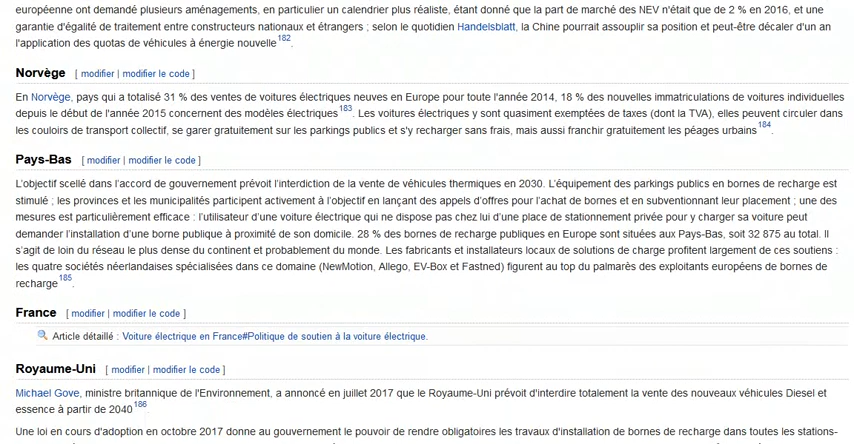 européenne ont demandé plusieurs aménagements, en particulier un calendrier plus réaliste, étant donné que la part de marché des NEV n'était que de 2 % en 2016, et une
garantie d'égalité de traitement entre constructeurs nationaux et étrangers ; selon le quotidien Handelsblatt, la Chine pourrait assouplir sa position et peut-être décaler d'un an
l'application des quotas de véhicules à énergie nouvelle 182.
Norvège [ modifier | modifier le code ]
En Norvège, pays qui a totalisé 31 % des ventes de voitures électriques neuves en Europe pour toute l'année 2014, 18 % des nouvelles immatriculations de voitures individuelles
depuis le début de l'année 2015 concernent des modèles électriques 183. Les voitures électriques y sont quasiment exemptées de taxes (dont la TVA), elles peuvent circuler dans
les couloirs de transport collectif, se garer gratuitement sur les parkings publics et s'y recharger sans frais, mais aussi franchir gratuitement les péages urbains 184.
Pays-Bas [ modifier | modifier le code ]
L'objectif scellé dans l'accord de gouvernement prévoit l'interdiction de la vente de véhicules thermiques en 2030. L'équipement des parkings publics en bornes de recharge est
stimulé ; les provinces et les municipalités participent activement à l'objectif en lançant des appels d'offres pour l'achat de bornes et en subventionnant leur placement ; une des
mesures est particulièrement efficace : l'utilisateur d'une voiture électrique qui ne dispose pas chez lui d'une place de stationnement privée pour y charger sa voiture peut
demander l'installation d'une borne publique à proximité de son domicile. 28 % des bornes de recharge publiques en Europe sont situées aux Pays-Bas, soit 32 875 au total. Il
s'agit de loin du réseau le plus dense du continent et probablement du monde. Les fabricants et installateurs locaux de solutions de charge profitent largement de ces soutiens :
les quatre sociétés néerlandaises spécialisées dans ce domaine (NewMotion, Allego, EV-Box et Fastned) figurent au top du palmarès des exploitants européens de bornes de
recharge 185.
France [ modifier | modifier le code ]
Article détaillé : Voiture électrique en France#Politique de soutien à la voiture électrique.
Royaume-Uni [ modifier | modifier le code ]
Michael Gove, ministre britannique de l'Environnement, a annoncé en juillet 2017 que le Royaume-Uni prévoit d'interdire totalement la vente des nouveaux véhicules Diesel et
essence à partir de 2040 186.
Une loi en cours d'adoption en octobre 2017 donne au gouvernement le pouvoir de rendre obligatoires les travaux d'installation de bornes de recharge dans toutes les stations-